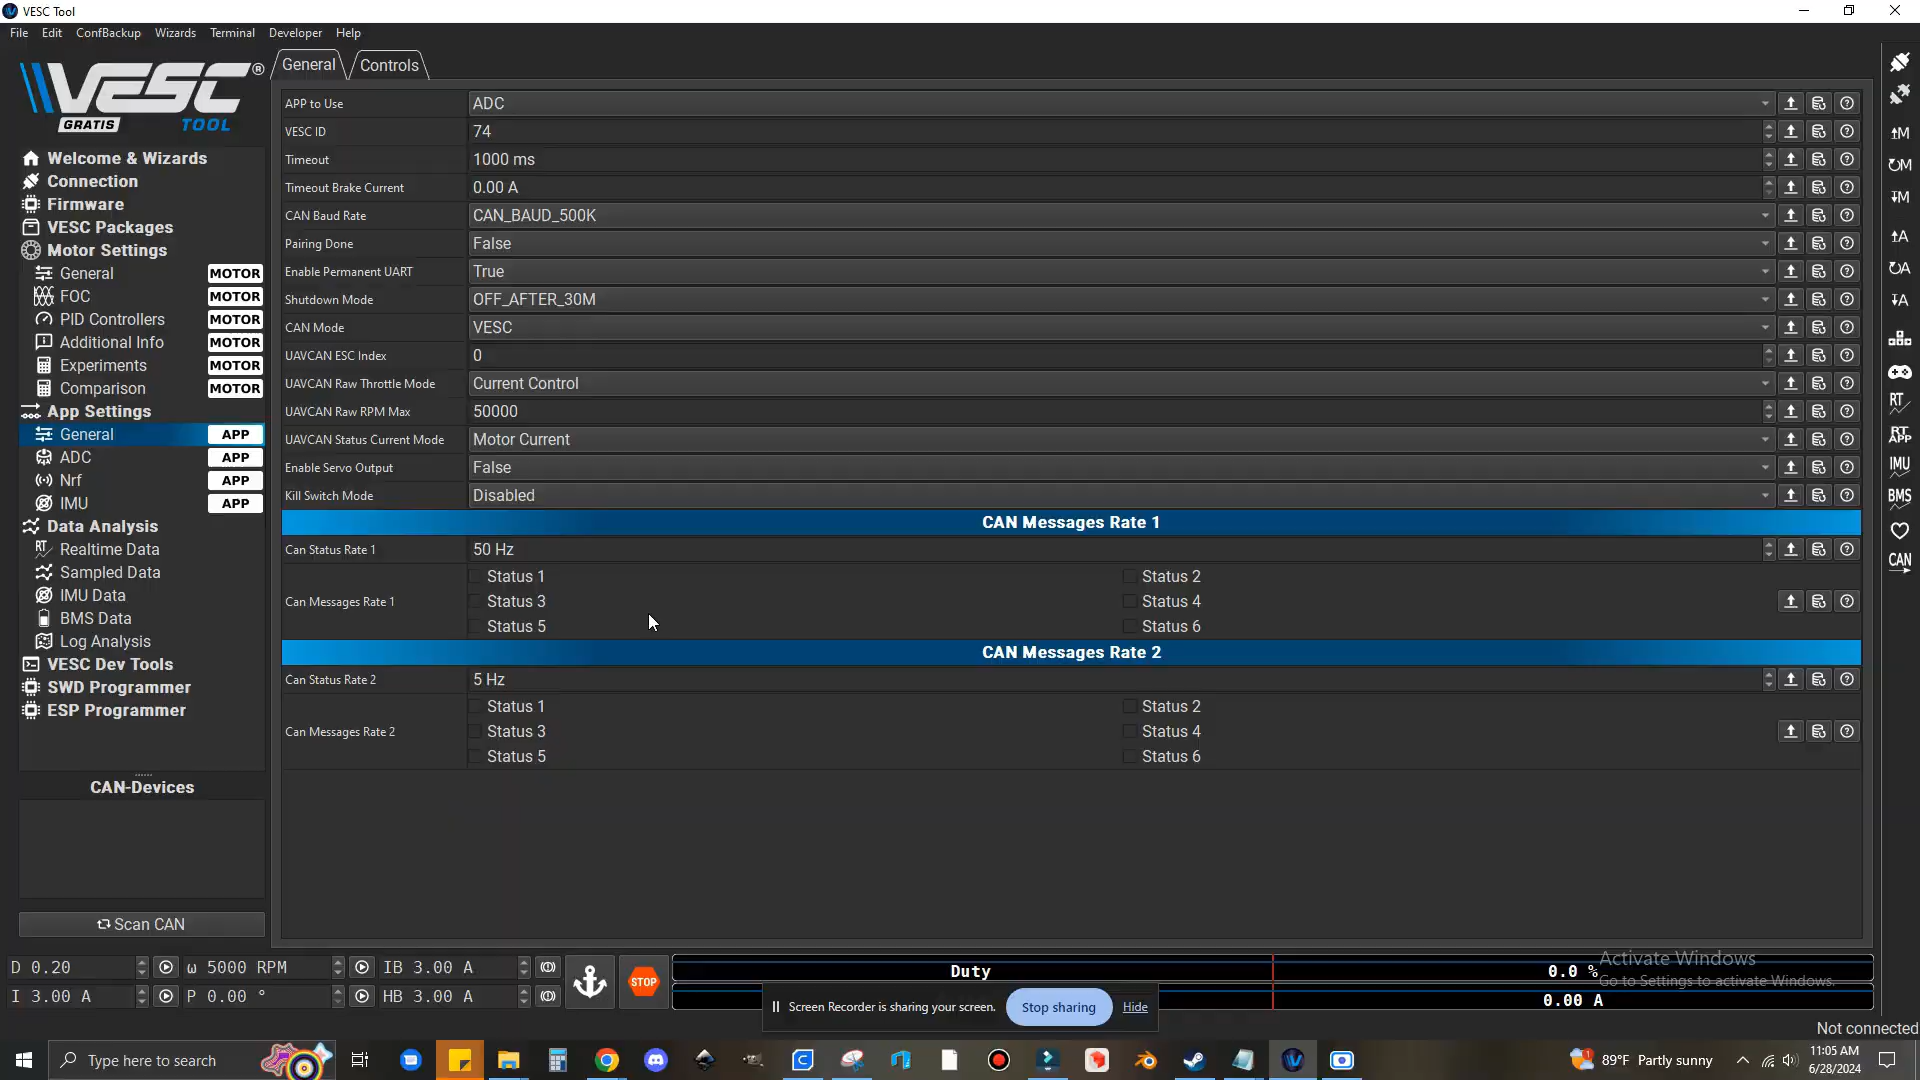 VESC Tool
File Edit ConfBackup Wizards Terminal Developer Help
VESC®
GRATIS TOOL
General Controls
Welcome & Wizards
Connection
Firmware
VESC Packages
Motor Settings
General MOTOR
FOC MOTOR
PID Controllers MOTOR
Additional Info MOTOR
Experiments MOTOR
Comparison MOTOR
App Settings
General APP
ADC APP
Nrf APP
IMU APP
Data Analysis
RT Realtime Data
Sampled Data
IMU Data
BMS Data
Log Analysis
VESC Dev Tools
SWD Programmer
ESP Programmer
CAN-Devices
Scan CAN
APP to Use ADC
VESC ID 74
Timeout 1000 ms
Timeout Brake Current 0.00 A
CAN Baud Rate CAN_BAUD_500K
Pairing Done False
Enable Permanent UART True
Shutdown Mode OFF_AFTER_30M
CAN Mode VESC
UAVCAN ESC Index 0
UAVCAN Raw Throttle Mode Current Control
UAVCAN Raw RPM Max 50000
UAVCAN Status Current Mode Motor Current
Enable Servo Output False
Kill Switch Mode Disabled
CAN Messages Rate 1
Can Status Rate 1 50 Hz
Can Messages Rate 1
Status 1 Status 2
Status 3 Status 4
Status 5 Status 6
CAN Messages Rate 2
Can Status Rate 2 5 Hz
Can Messages Rate 2
Status 1 Status 2
Status 3 Status 4
Status 5 Status 6
M
M
M
A
A
A
RT
RT
APP
IMU
BMS
CAN
D 0.20 ω 5000 RPM IB 3.00 A
I 3.00 A P 0.00 ° HB 3.00 A
STOP
Duty 0.0 %
0.00 A
Activate Windows
Go to Settings to activate Windows.
Screen Recorder is sharing your screen. Stop sharing Hide
Not connected
Type here to search
89°F Partly sunny
11:05 AM
6/28/2024